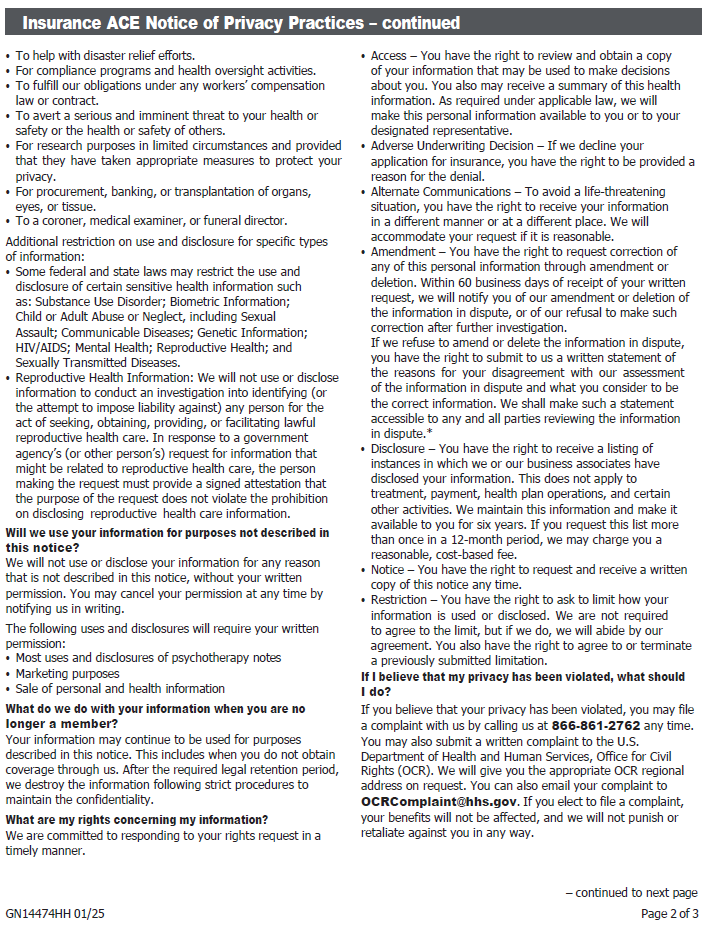 Insurance ACE Notice of Privacy Practices – continued
• To help with disaster relief efforts.
• For compliance programs and health oversight activities.
• To fulfill our obligations under any workers’ compensation
law or contract.
• To avert a serious and imminent threat to your health or
safety or the health or safety of others.
• For research purposes in limited circumstances and provided
that they have taken appropriate measures to protect your
privacy.
• For procurement, banking, or transplantation of organs,
eyes, or tissue.
• To a coroner, medical examiner, or funeral director.
Additional restriction on use and disclosure for specific types
of information:
• Some federal and state laws may restrict the use and
disclosure of certain sensitive health information such
as: Substance Use Disorder; Biometric Information;
Child or Adult Abuse or Neglect, including Sexual
Assault; Communicable Diseases; Genetic Information;
HIV/AIDS; Mental Health; Reproductive Health; and
Sexually Transmitted Diseases.
• Reproductive Health Information: We will not use or disclose
information to conduct an investigation into identifying (or
the attempt to impose liability against) any person for the
act of seeking, obtaining, providing, or facilitating lawful
reproductive health care. In response to a government
agency’s (or other person’s) request for information that
might be related to reproductive health care, the person
making the request must provide a signed attestation that
the purpose of the request does not violate the prohibition
on disclosing reproductive health care information.
Will we use your information for purposes not described in
this notice?
We will not use or disclose your information for any reason
that is not described in this notice, without your written
permission. You may cancel your permission at any time by
notifying us in writing.
The following uses and disclosures will require your written
permission:
• Most uses and disclosures of psychotherapy notes
• Marketing purposes
• Sale of personal and health information
What do we do with your information when you are no
longer a member?
Your information may continue to be used for purposes
described in this notice. This includes when you do not obtain
coverage through us. After the required legal retention period,
we destroy the information following strict procedures to
maintain the confidentiality.
What are my rights concerning my information?
We are committed to responding to your rights request in a
timely manner.
• Access – You have the right to review and obtain a copy
of your information that may be used to make decisions
about you. You also may receive a summary of this health
information. As required under applicable law, we will
make this personal information available to you or to your
designated representative.
• Adverse Underwriting Decision – If we decline your
application for insurance, you have the right to be provided a
reason for the denial.
• Alternate Communications – To avoid a life-threatening
situation, you have the right to receive your information
in a different manner or at a different place. We will
accommodate your request if it is reasonable.
• Amendment – You have the right to request correction of
any of this personal information through amendment or
deletion. Within 60 business days of receipt of your written
request, we will notify you of our amendment or deletion of
the information in dispute, or of our refusal to make such
correction after further investigation.
If we refuse to amend or delete the information in dispute,
you have the right to submit to us a written statement of
the reasons for your disagreement with our assessment
of the information in dispute and what you consider to be
the correct information. We shall make such a statement
accessible to any and all parties reviewing the information
in dispute.*
• Disclosure – You have the right to receive a listing of
instances in which we or our business associates have
disclosed your information. This does not apply to
treatment, payment, health plan operations, and certain
other activities. We maintain this information and make it
available to you for six years. If you request this list more
than once in a 12-month period, we may charge you a
reasonable, cost-based fee.
• Notice – You have the right to request and receive a written
copy of this notice any time.
• Restriction – You have the right to ask to limit how your
information is used or disclosed. We are not required
to agree to the limit, but if we do, we will abide by our
agreement. You also have the right to agree to or terminate
a previously submitted limitation.
If I believe that my privacy has been violated, what should
I do?
If you believe that your privacy has been violated, you may file
a complaint with us by calling us at 866-861-2762 any time.
You may also submit a written complaint to the U.S.
Department of Health and Human Services, Office for Civil
Rights (OCR). We will give you the appropriate OCR regional
address on request. You can also email your complaint to
OCRComplaint@hhs.gov. If you elect to file a complaint,
your benefits will not be affected, and we will not punish or
retaliate against you in any way.
– continued to next page
GN14474HH 01/25
Page 2 of 3